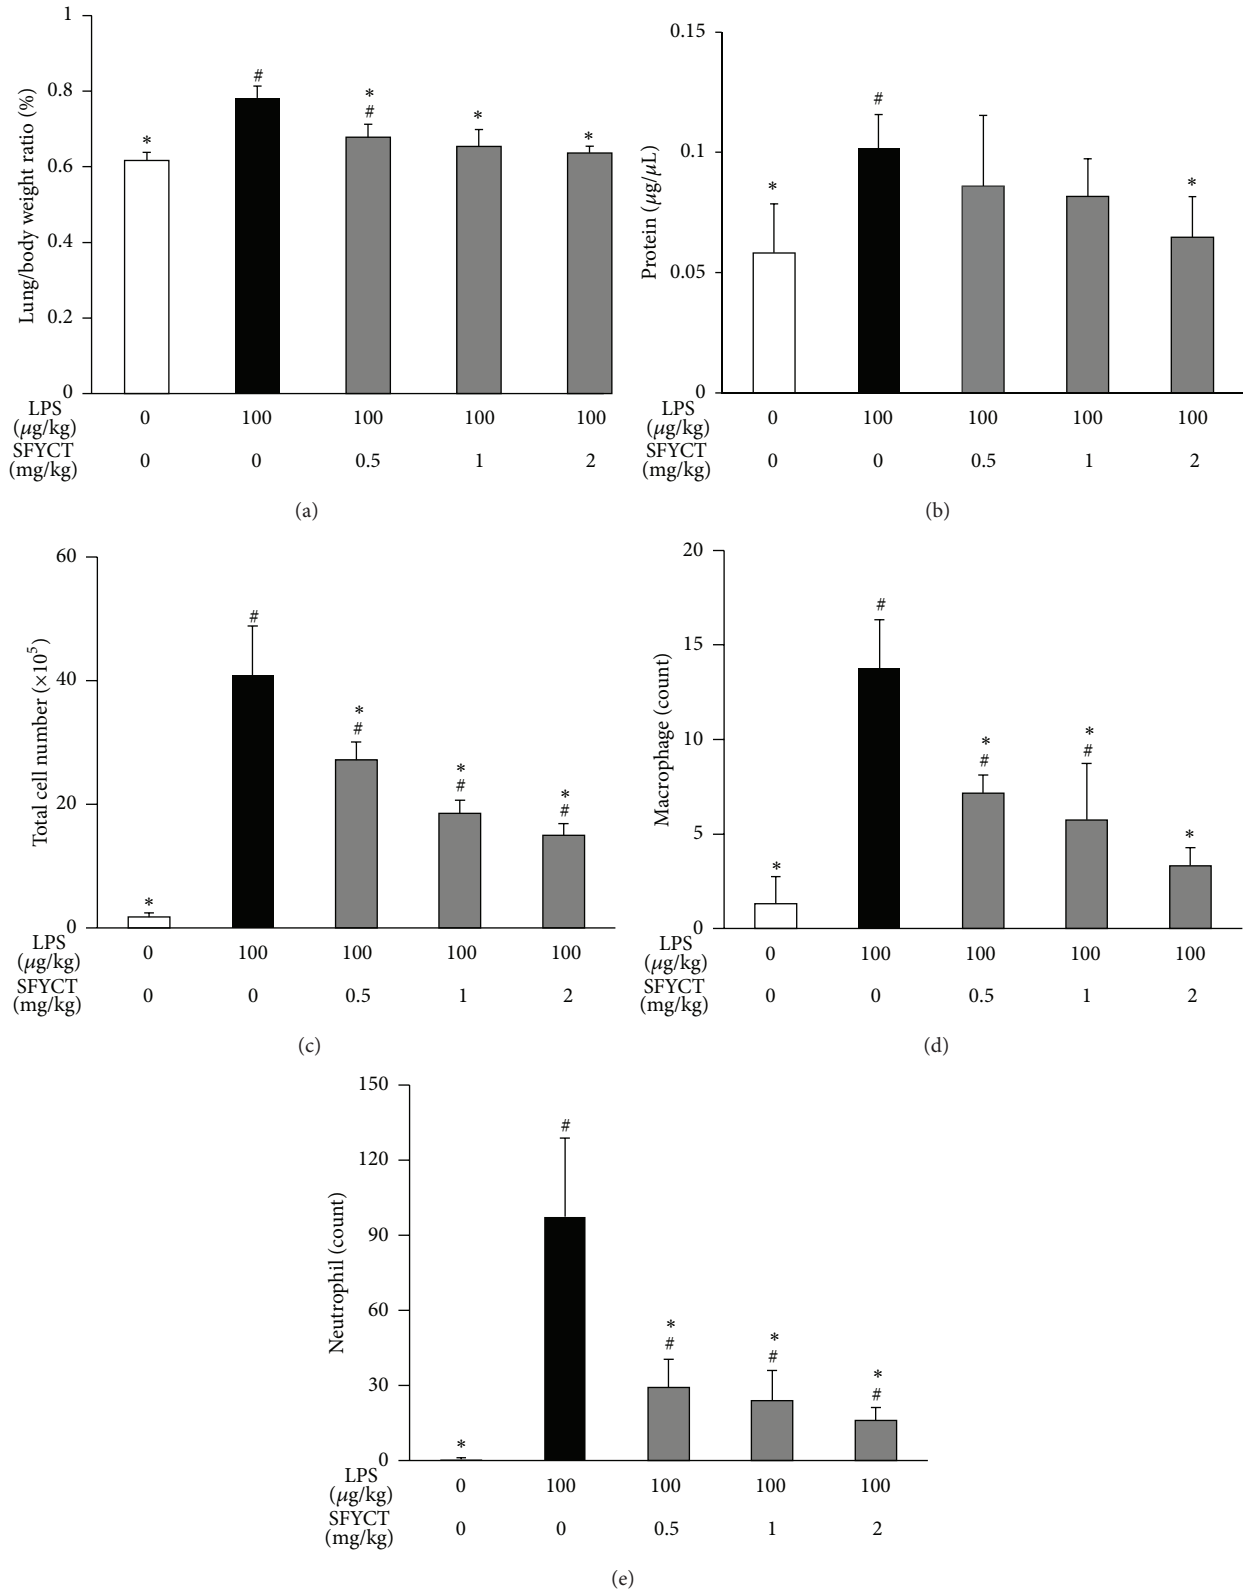 1
0.8
0.6
0.4
0.2
0
Lung/body weight ratio (%)
*
#
*
#
*
*
LPS
(μg/kg)
0 100 100 100 100
SFYCT
(mg/kg)
0 0 0.5 1 2
(a)
0.15
0.1
0.05
0
Protein (μg/μL)
*
#
*
LPS
(μg/kg)
0 100 100 100 100
SFYCT
(mg/kg)
0 0 0.5 1 2
(b)
60
40
20
0
Total cell number (×10⁵)
*
#
*
#
*
#
*
#
LPS
(μg/kg)
0 100 100 100 100
SFYCT
(mg/kg)
0 0 0.5 1 2
(c)
20
15
10
5
0
Macrophage (count)
*
#
*
#
*
#
*
LPS
(μg/kg)
0 100 100 100 100
SFYCT
(mg/kg)
0 0 0.5 1 2
(d)
150
120
90
60
30
0
Neutrophil (count)
*
#
*
#
*
#
*
#
LPS
(μg/kg)
0 100 100 100 100
SFYCT
(mg/kg)
0 0 0.5 1 2
(e)